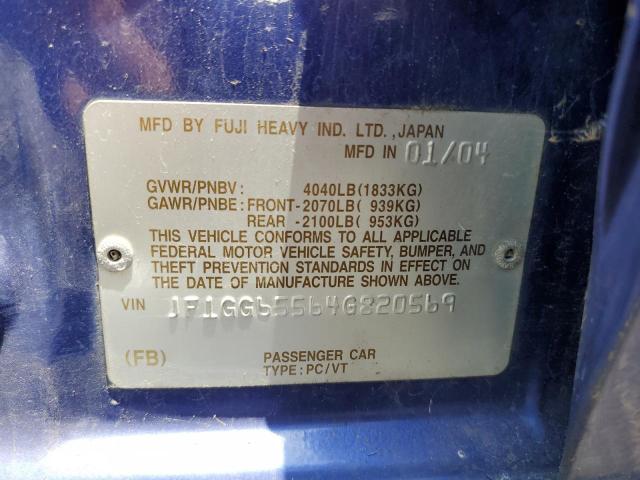 MFD BY FUJI HEAVY IND. LTD., JAPAN
MFD IN 01/04
GVWR/PNBV: 4040LB(1833KG)
GAWR/PNBE: FRONT-2070LB( 939KG)
REAR -2100LB( 953KG)
THIS VEHICLE CONFORMS TO ALL APPLICABLE
FEDERAL MOTOR VEHICLE SAFETY, BUMPER, AND
THEFT PREVENTION STANDARDS IN EFFECT ON
THE DATE OF MANUFACTURE SHOWN ABOVE.
VIN JF1GG65564G820569
(FB) PASSENGER CAR
TYPE:PC/VT